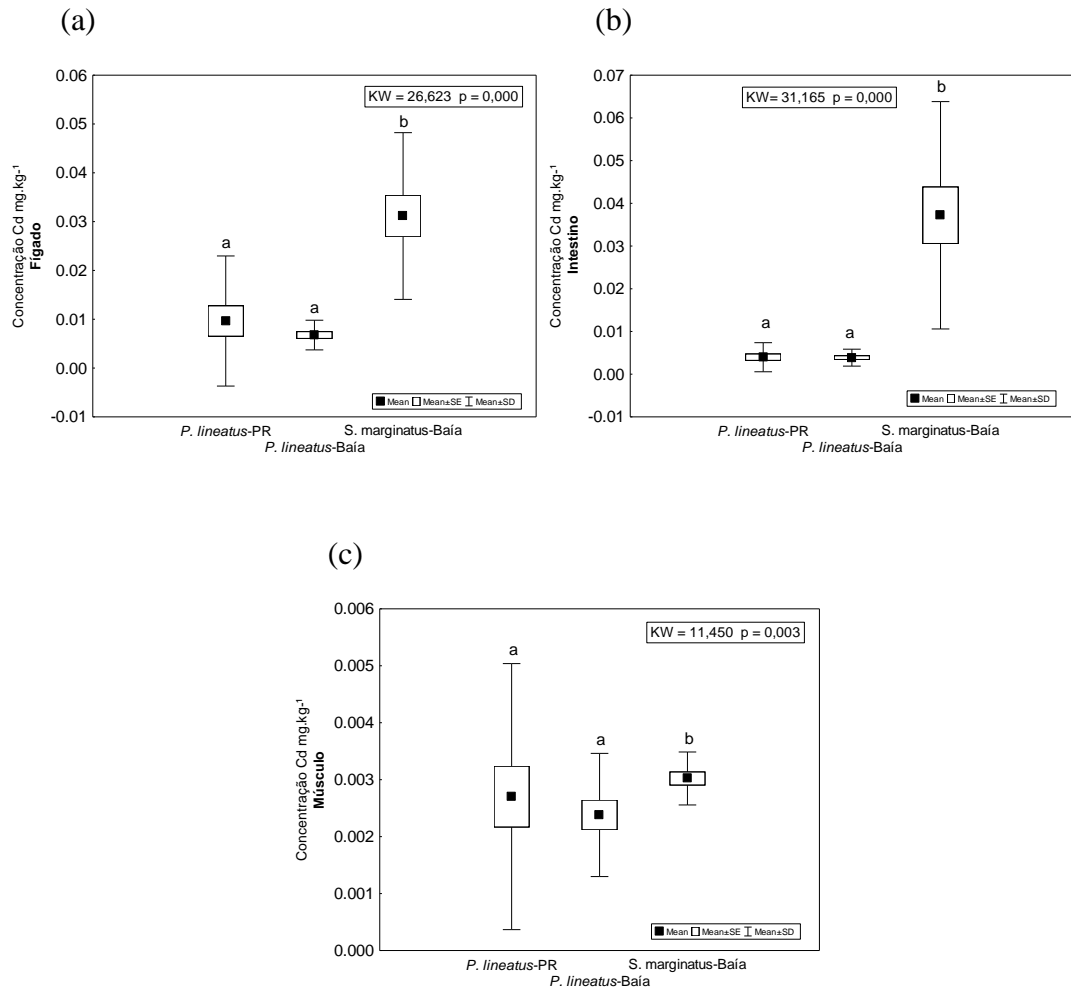 (a)
(b)
0.06
0.05
0.04
0.03
0.02
0.01
0.00
-0.01
Concentração Cd mg.kg-¹
Fígado
KW = 26,623 p = 0,000
a
a
b
Mean Mean±SE Mean±SD
P. lineatus-PR
P. lineatus-Baía
S. marginatus-Baía
0.07
0.06
0.05
0.04
0.03
0.02
0.01
0.00
-0.01
Concentração Cd mg.kg-¹
Intestino
KW= 31,165 p = 0,000
a
a
b
Mean Mean±SE Mean±SD
P. lineatus-PR
P. lineatus-Baía
S. marginatus-Baía
(c)
0.006
0.005
0.004
0.003
0.002
0.001
0.000
Concentração Cd mg.kg-¹
Músculo
KW = 11,450 p = 0,003
a
a
b
Mean Mean±SE Mean±SD
P. lineatus-PR
P. lineatus-Baía
S. marginatus-Baía